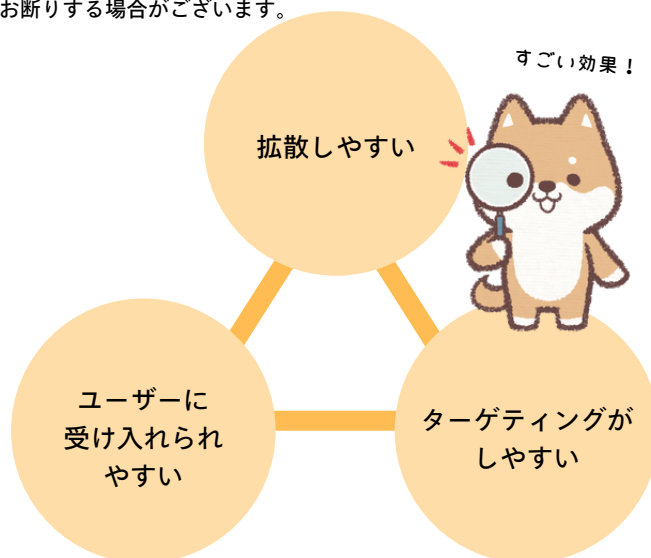 お断りする場合がございます。
すごい効果！
拡散しやすい
ユーザーに
受け入れられ
やすい
ターゲティングが
しやすい